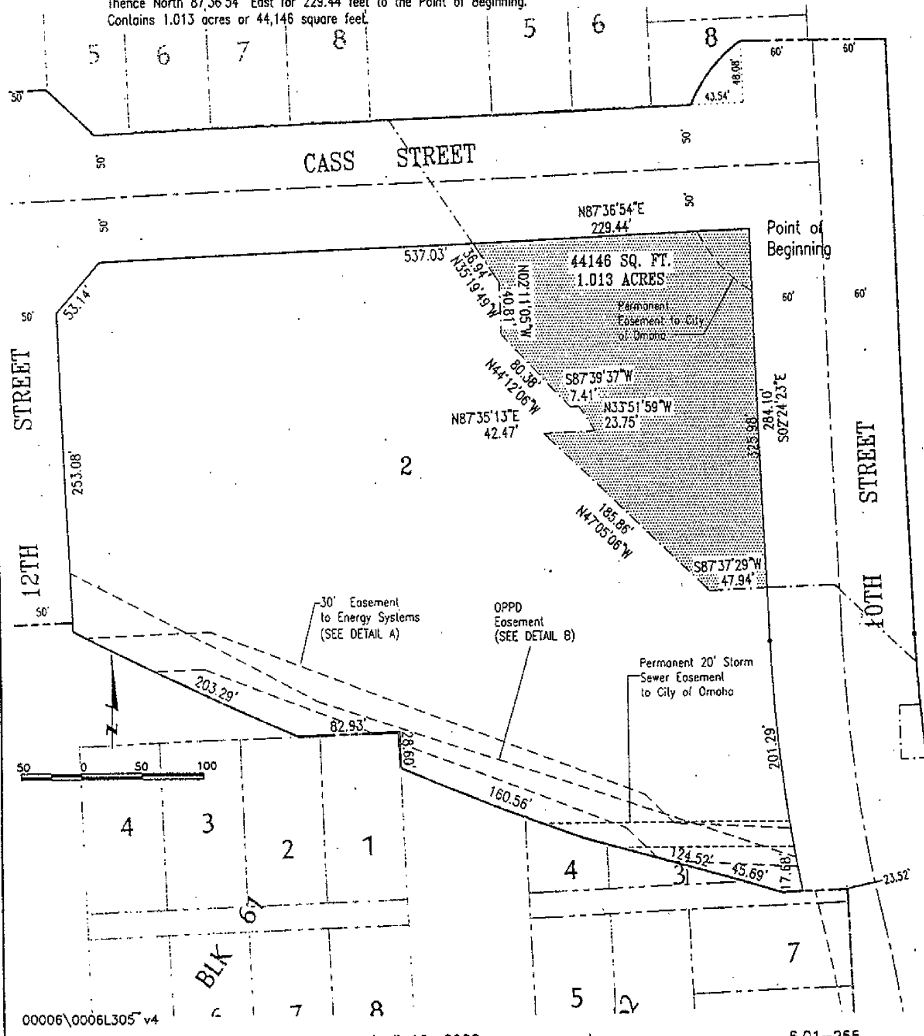 Thence North 87°36'54" East for 229.44 feet to the Point of Beginning.
Contains 1.013 acres or 44,146 square feet.
5 6 7 8 5 6 8
60' 60'
48.08'
43.54'
50'
50'
50'
CASS STREET
50'
50'
N87°36'54"E
229.44'
Point of
Beginning
537.03'
44146 SQ. FT.
1.013 ACRES
56.94'
N35°19'49"W
N02°11'05"W
40.81'
Permanent
Easement to City
of Omaha
60'
60'
53.14'
50'
80.38'
N44°12'06"W
S87°39'37"W
7.41'
N33°51'59"W
23.75'
N87°35'13"E
42.47'
325.98'
284.10'
S02°24'23"E
12TH STREET
253.08'
2
10TH STREET
185.86'
N47°05'06"W
S87°37'29"W
47.94'
50'
30' Easement
to Energy Systems
(SEE DETAIL A)
OPPD
Easement
(SEE DETAIL B)
Permanent 20' Storm
Sewer Easement
to City of Omaha
203.29'
82.93'
28.60'
201.29'
N
50 0 50 100
160.56'
4 3 2 1
4 3
124.52'
45.69'
17.68'
23.52'
BLK 67
7
6 7 8
5 2
00006\0006L305 v4